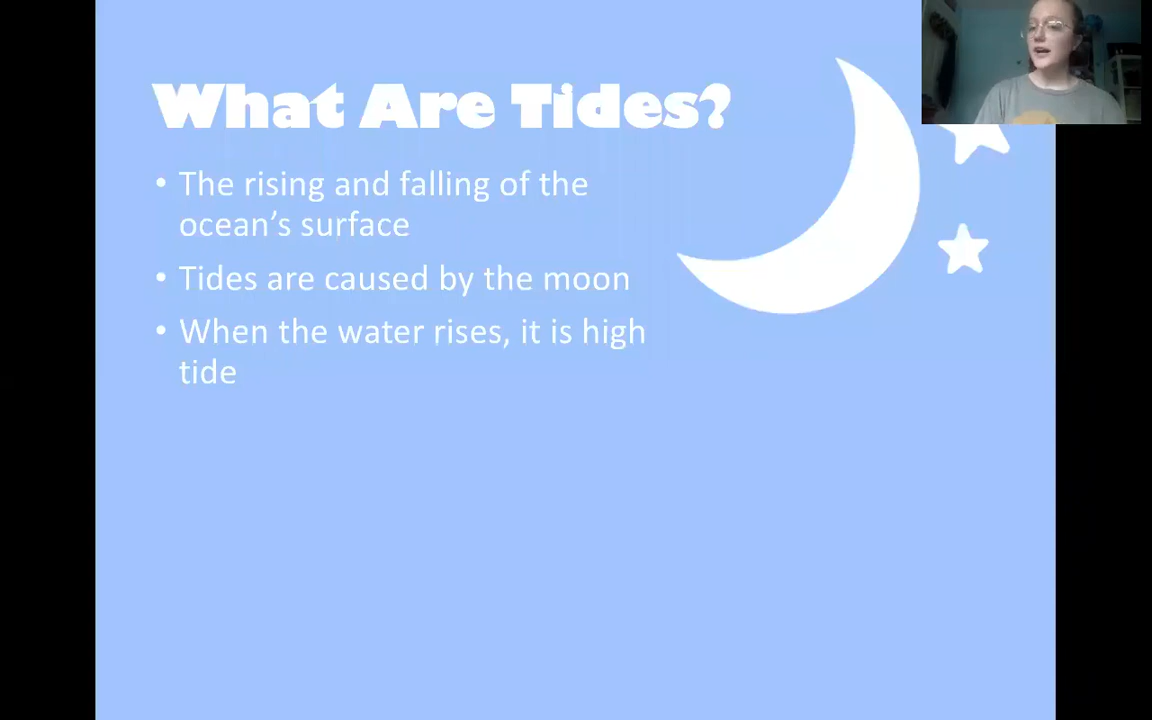 What Are Tides?
• The rising and falling of the
ocean’s surface
• Tides are caused by the moon
• When the water rises, it is high
tide